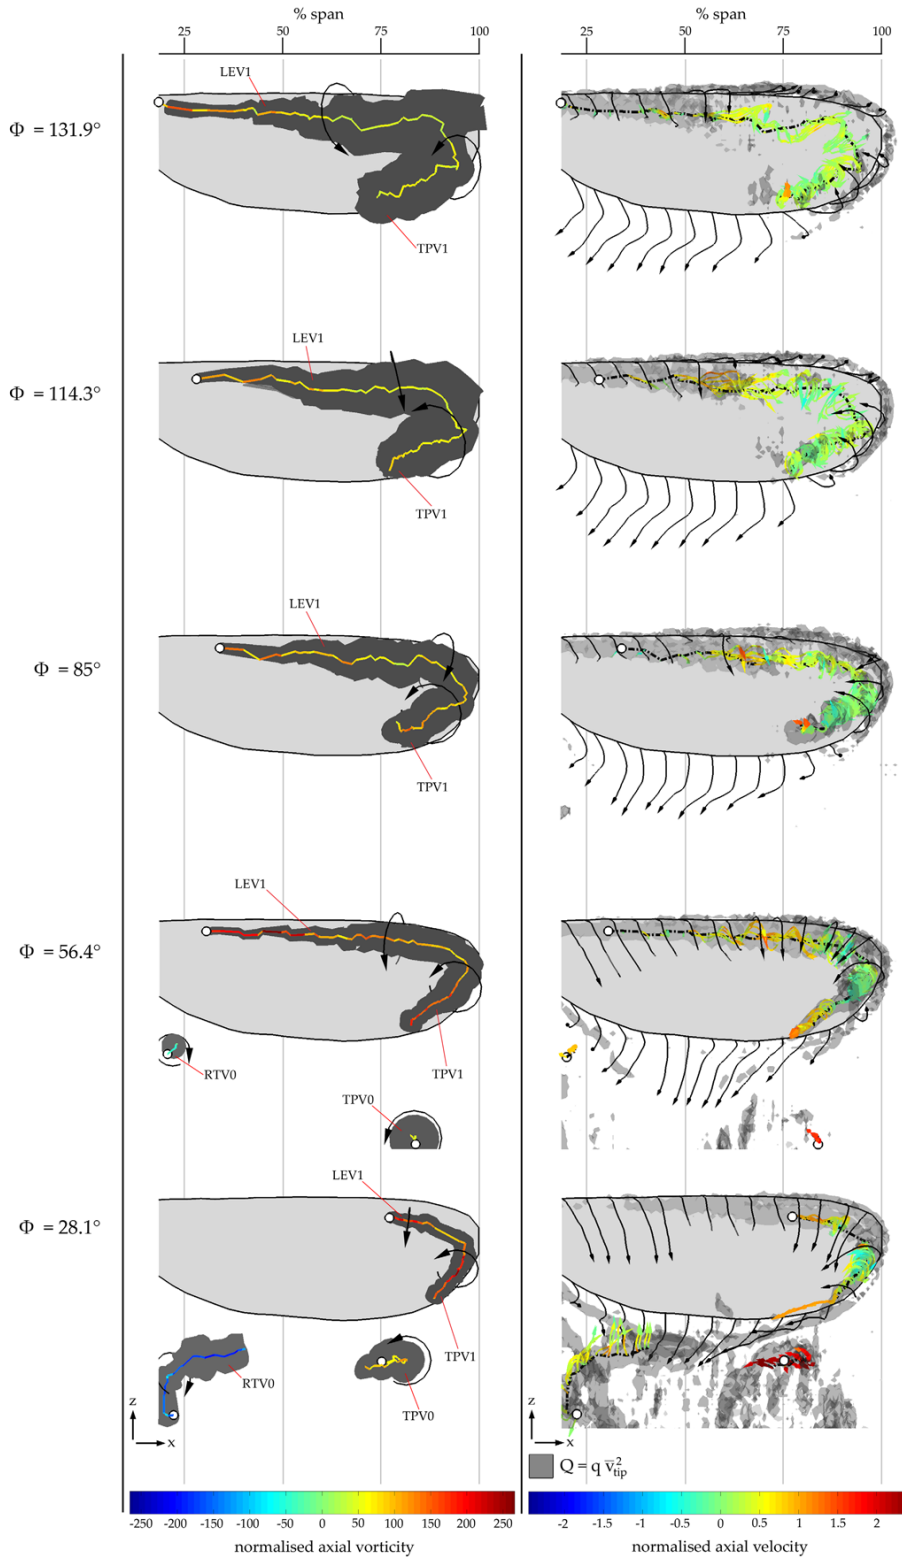 % span
% span
25
50
75
100
25
50
75
100
LEV1
Φ = 131.9°
TPV1
LEV1
Φ = 114.3°
TPV1
LEV1
Φ = 85°
TPV1
LEV1
Φ = 56.4°
RTV0
TPV1
TPV0
LEV1
Φ = 28.1°
TPV1
RTV0
TPV0
z
x
z
x
Q = q v̅²tip
-250
-200
-150
-100
-50
0
50
100
150
200
250
-2
-1.5
-1
-0.5
0
0.5
1
1.5
2
normalised axial vorticity
normalised axial velocity